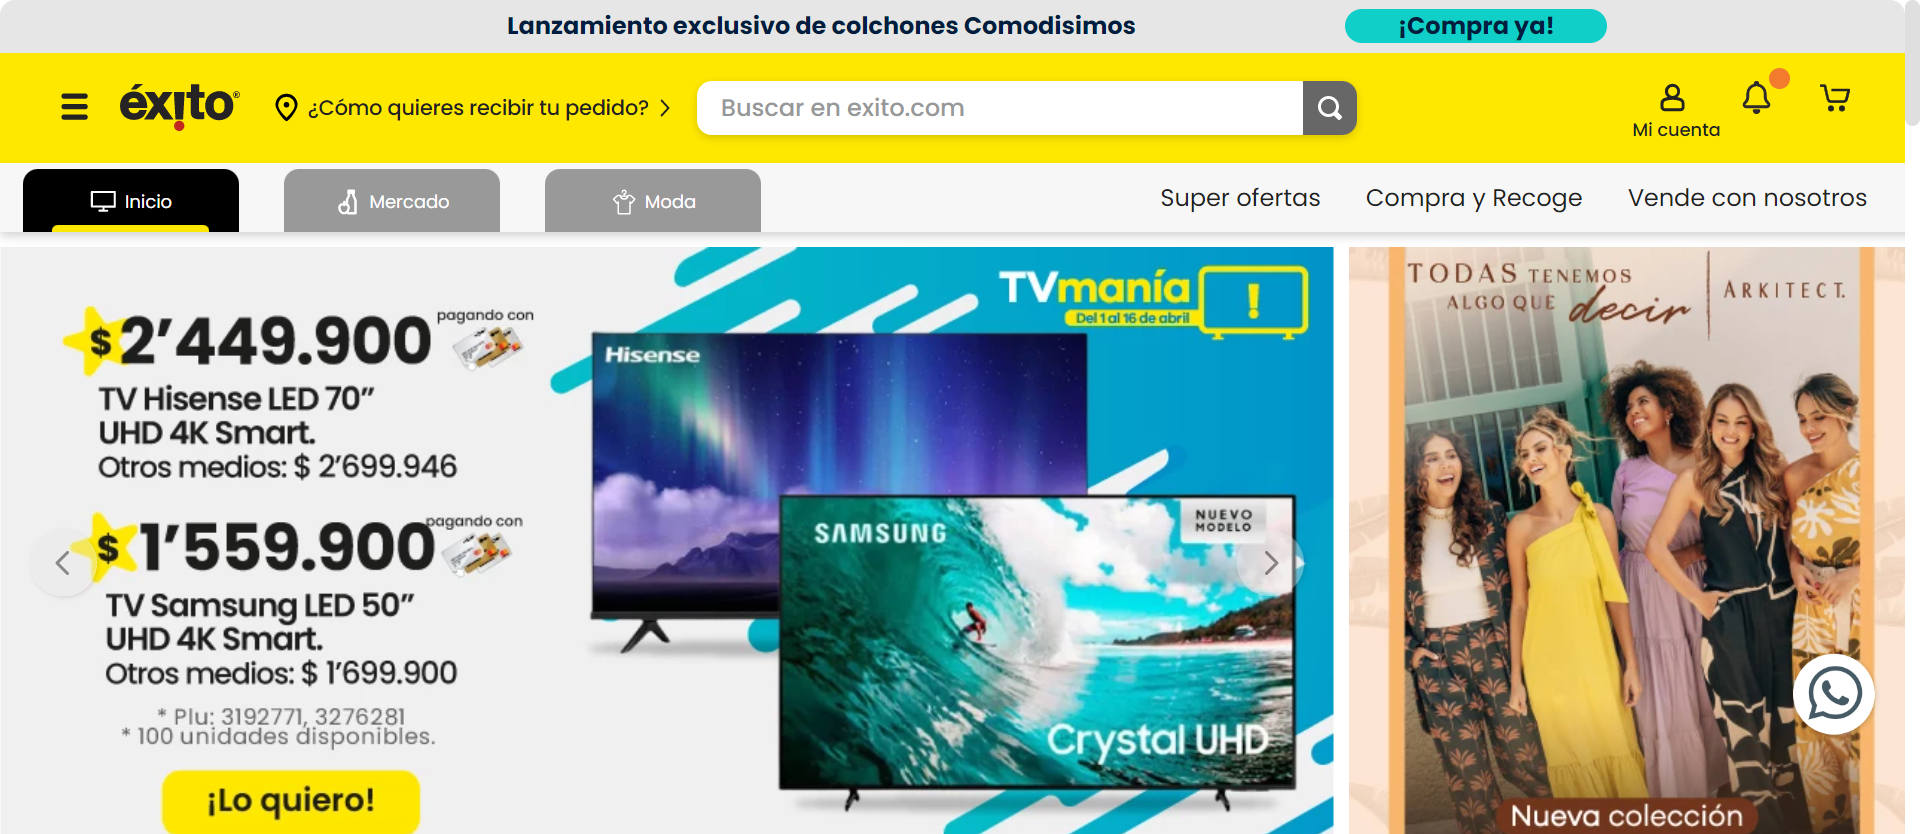 Lanzamiento exclusivo de colchones Comodisimos
¡Compra ya!
éxito
¿Cómo quieres recibir tu pedido?
Buscar en exito.com
Mi cuenta
Inicio
Mercado
Moda
Super ofertas
Compra y Recoge
Vende con nosotros
$2’449.900
pagando con
TV Hisense LED 70”
UHD 4K Smart.
Otros medios: $ 2’699.946
$1’559.900
pagando con
TV Samsung LED 50”
UHD 4K Smart.
Otros medios: $ 1’699.900
* Plu: 3192771, 3276281
* 100 unidades disponibles.
¡Lo quiero!
TVmanía
Del 1 al 16 de abril
!
Hisense
SAMSUNG
NUEVO
MODELO
Crystal UHD
TODAS TENEMOS
ALGO QUE decir
ARKITECT.
Nueva colección